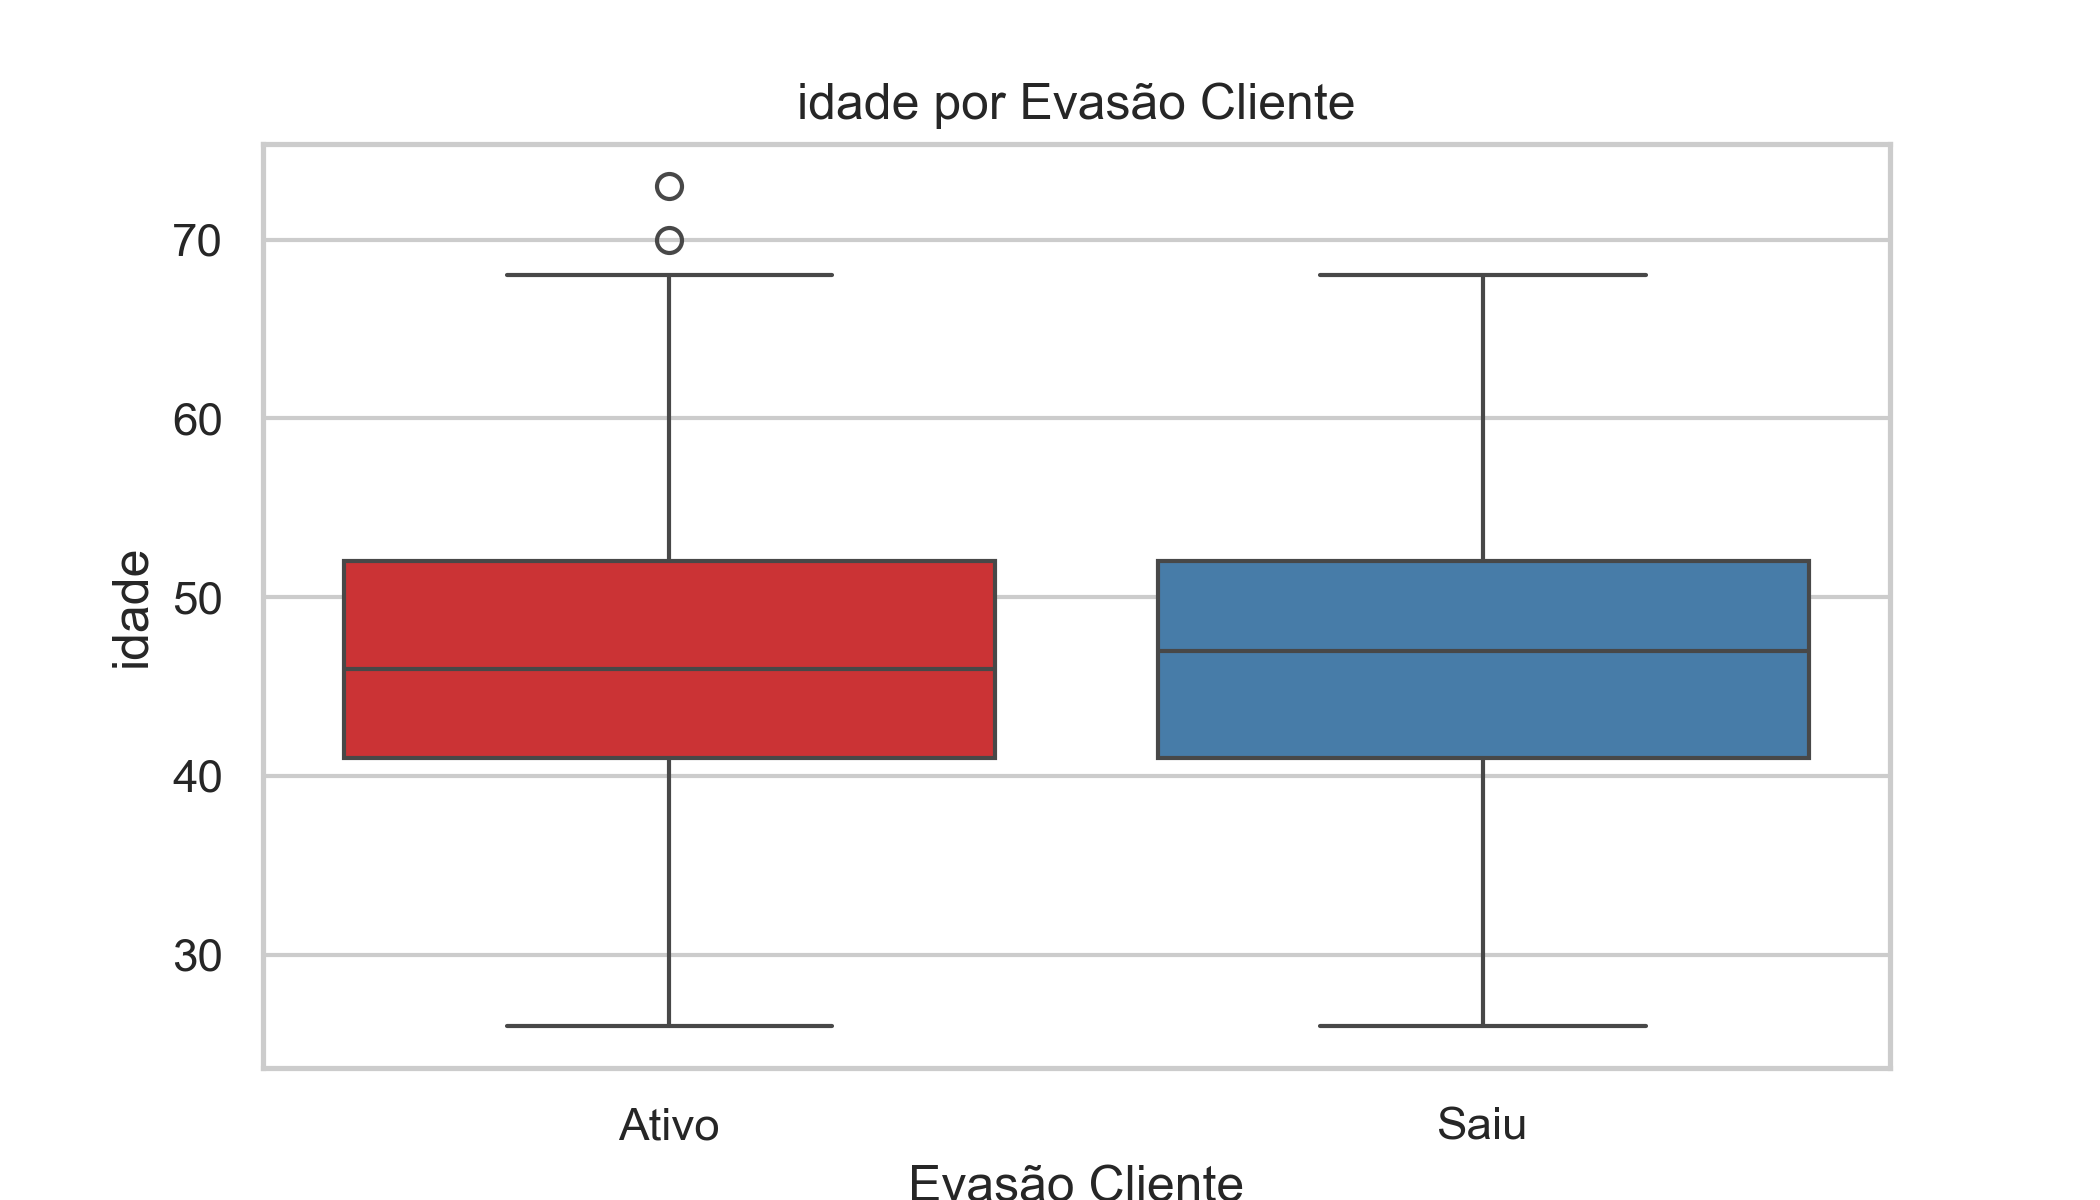 idade por Evasão Cliente
idade
70
60
50
40
30
Ativo
Saiu
Evasão Cliente